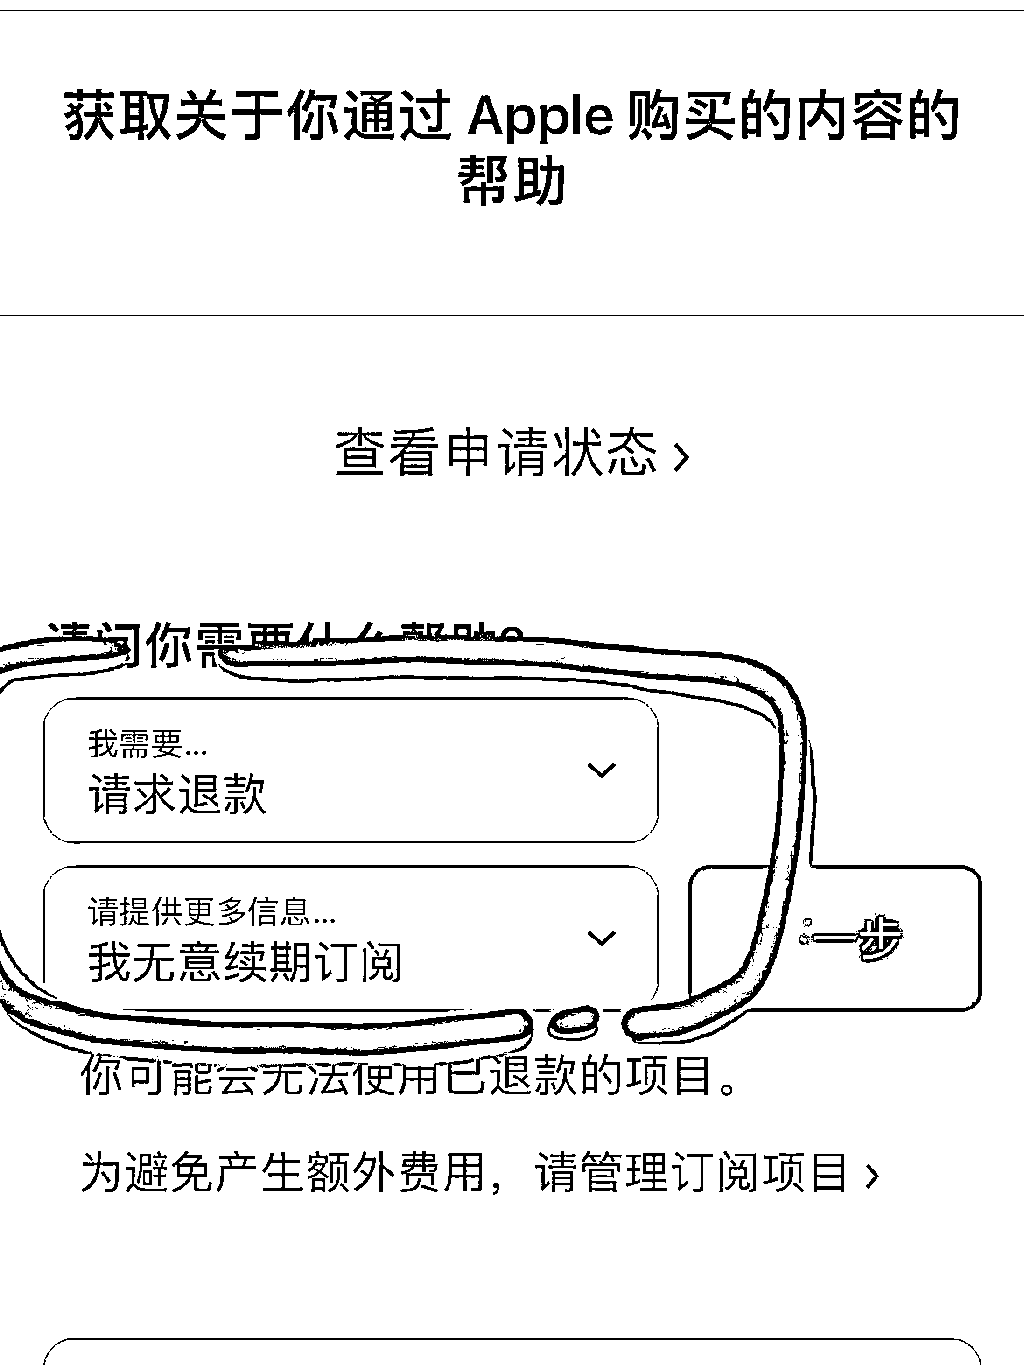 获取关于你通过 Apple 购买的内容的
帮助
查看申请状态 ›
请问你需要什么帮助?
我需要...
请求退款
请提供更多信息...
我无意续期订阅
一步
你可能会无法使用已退款的项目。
为避免产生额外费用，请管理订阅项目 ›